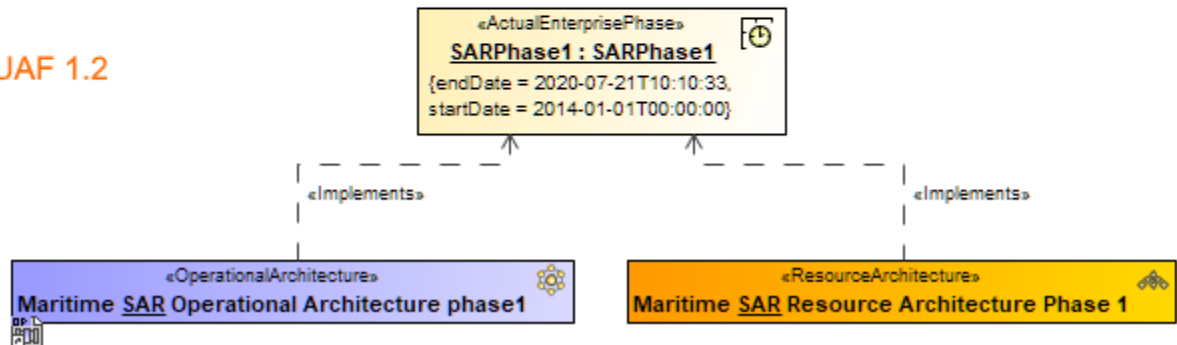 «ActualEnterprisePhase»
SARPhase1 : SARPhase1
UAF 1.2
{endDate = 2020-07-21T10:10:33,
startDate = 2014-01-01T00:00:00}
«Implements»
«Implements»
«OperationalArchitecture»
Maritime SAR Operational Architecture phase1
«ResourceArchitecture»
Maritime SAR Resource Architecture Phase 1
OP